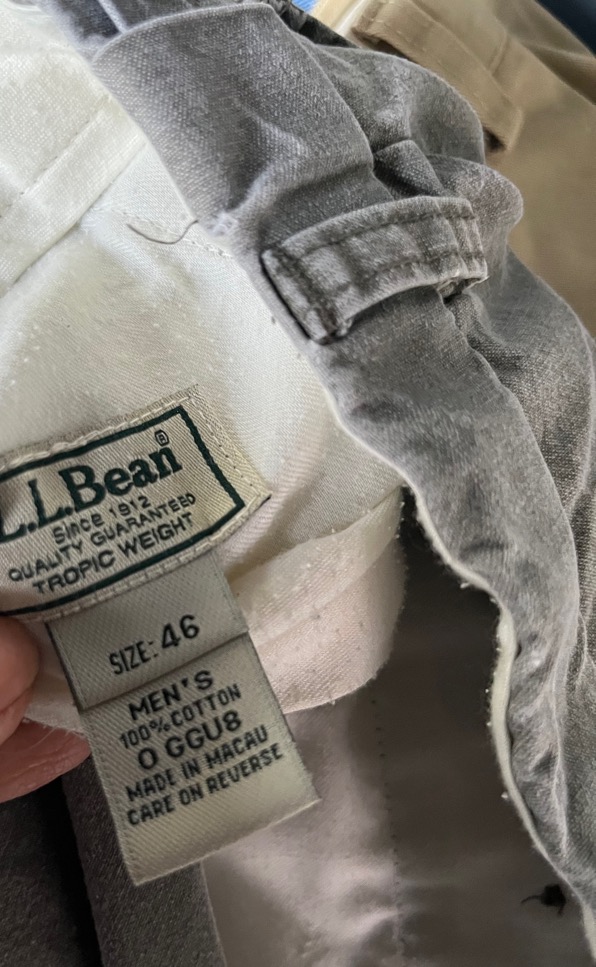 L.L.Bean®
SINCE 1912
QUALITY GUARANTEED
TROPIC WEIGHT
SIZE: 46
MEN'S
100% COTTON
0 GGU8
MADE IN MACAU
CARE ON REVERSE